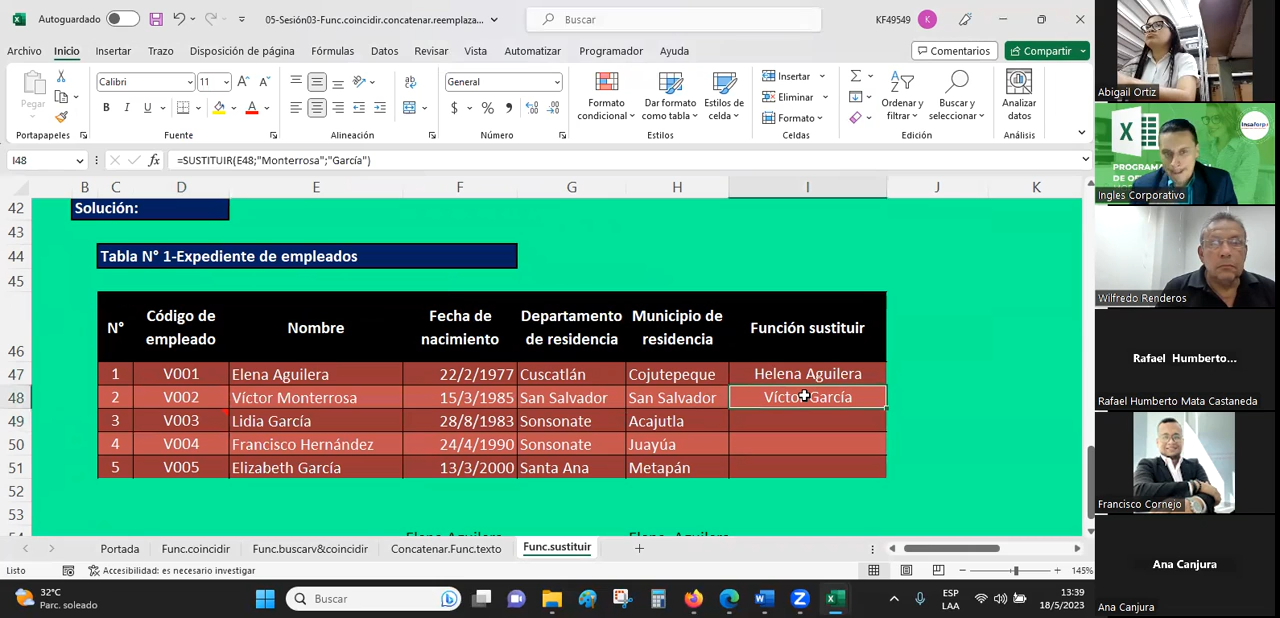 Autoguardado
05-Sesión03-Func.coincidir.concatenar.reemplaza...
Buscar
KF49549
K
Archivo Inicio Insertar Trazo Disposición de página Fórmulas Datos Revisar Vista Automatizar Programador Ayuda
Comentarios
Compartir
Pegar
Calibri
11
N K S
General
$ % 000
Formato condicional
Dar formato como tabla
Estilos de celda
Insertar
Eliminar
Formato
Ordenar y filtrar
Buscar y seleccionar
Analizar datos
Portapapeles Fuente Alineación Número Estilos Celdas Edición Análisis
I48
fx
=SUSTITUIR(E48;"Monterrosa";"García")
B C D E F G H I J K
42 Solución:
43
44 Tabla N° 1-Expediente de empleados
45
46 N° Código de empleado Nombre Fecha de nacimiento Departamento de residencia Municipio de residencia Función sustituir
47 1 V001 Elena Aguilera 22/2/1977 Cuscatlán Cojutepeque Helena Aguilera
48 2 V002 Víctor Monterrosa 15/3/1985 San Salvador San Salvador Víctor García
49 3 V003 Lidia García 28/8/1983 Sonsonate Acajutla
50 4 V004 Francisco Hernández 24/4/1990 Sonsonate Juayúa
51 5 V005 Elizabeth García 13/3/2000 Santa Ana Metapán
52
53
54 Elena Aguilera Elena Aguilera
Portada Func.coincidir Func.buscarv&coincidir Concatenar.Func.texto Func.sustituir
Listo
Accesibilidad: es necesario investigar
145%
32°C
Parc. soleado
Buscar
ESP
LAA
13:39
18/5/2023
Abigail Ortiz
Insaforp
Ingles Corporativo
Wilfredo Renderos
Rafael Humberto...
Rafael Humberto Mata Castaneda
Francisco Cornejo
Ana Canjura
Ana Canjura